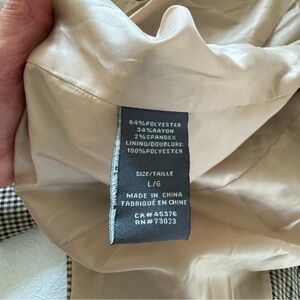 64%POLYESTER
34%RAYON
2%SPANDEX
LINING/DOUBLURE:
100%POLYESTER
SIZE/TAILLE
L/G
MADE IN CHINA
FABRIQUÉ EN CHINE
CA#45376
RN#73023